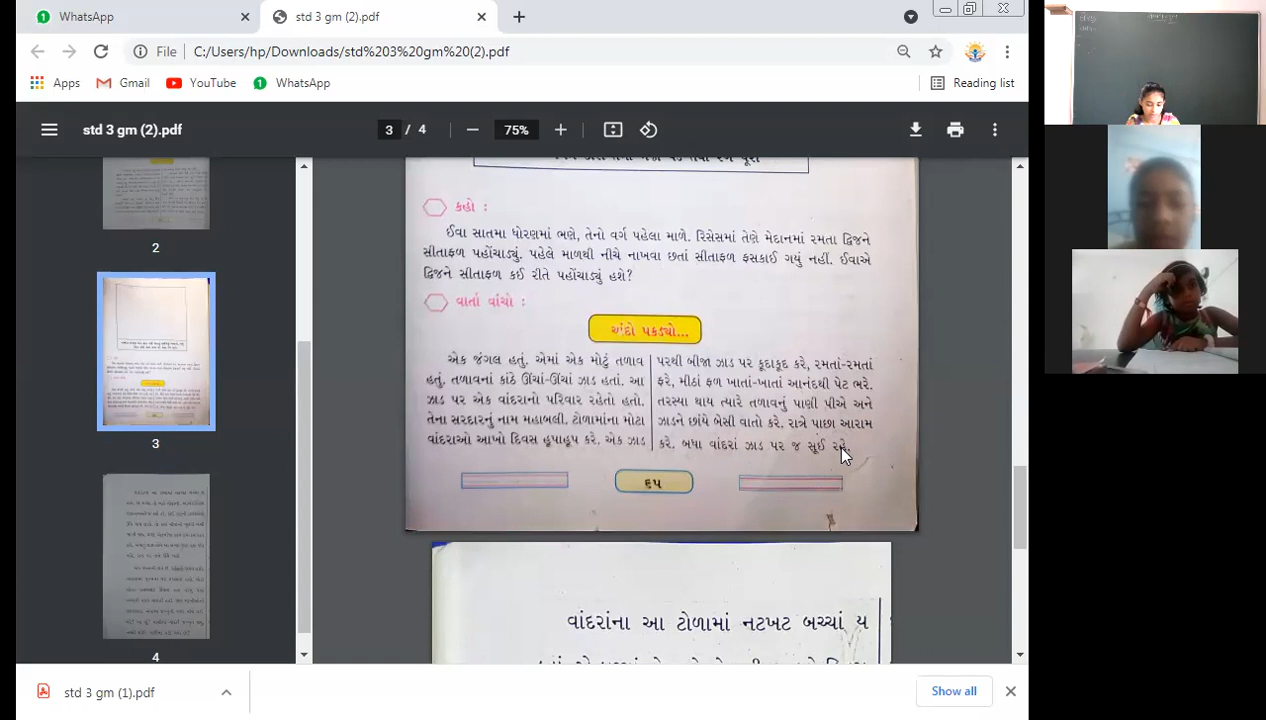 WhatsApp
std 3 gm (2).pdf
File
C:/Users/hp/Downloads/std%203%20gm%20(2).pdf
Apps
Gmail
YouTube
WhatsApp
Reading list
std 3 gm (2).pdf
3 / 4
75%
2
3
4
કહો :
ઈવા સાતમા ધોરણમાં ભણે, તેનો વર્ગ પહેલા માળે. રિસેસમાં તેણે મેદાનમાં રમતા દ્વિજને
સીતાફળ પહોંચાડ્યું. પહેલે માળથી નીચે નાખવા છતાં સીતાફળ ફસકાઈ ગયું નહીં. ઈવાએ
દ્વિજને સીતાફળ કઈ રીતે પહોંચાડ્યું હશે?
વાર્તા વાંચો :
ચાંદો પકડ્યો...
એક જંગલ હતું, એમાં એક મોટું તળાવ
હતું. તળાવનાં કાંઠે ઊંચાં-ઊંચાં ઝાડ હતાં. આ
ઝાડ પર એક વાંદરાનો પરિવાર રહેતો હતો.
તેના સરદારનું નામ મહાબલી. ટોળામાંના મોટા
વાંદરાઓ આખો દિવસ હૂપાહૂપ કરે, એક ઝાડ
પરથી બીજા ઝાડ પર કૂદાકૂદ કરે, રમતાં-રમતાં
ફરે, મીઠાં ફળ ખાતાં-ખાતાં આનંદથી પેટ ભરે.
તરસ્યા થાય ત્યારે તળાવનું પાણી પીએ અને
ઝાડને છાંયે બેસી વાતો કરે. રાત્રે પાછા આરામ
કરે. બધા વાંદરાં ઝાડ પર જ સૂઈ રહે.
૬૫
વાંદરાંના આ ટોળામાં નટખટ બચ્ચાં ય
std 3 gm (1).pdf
Show all